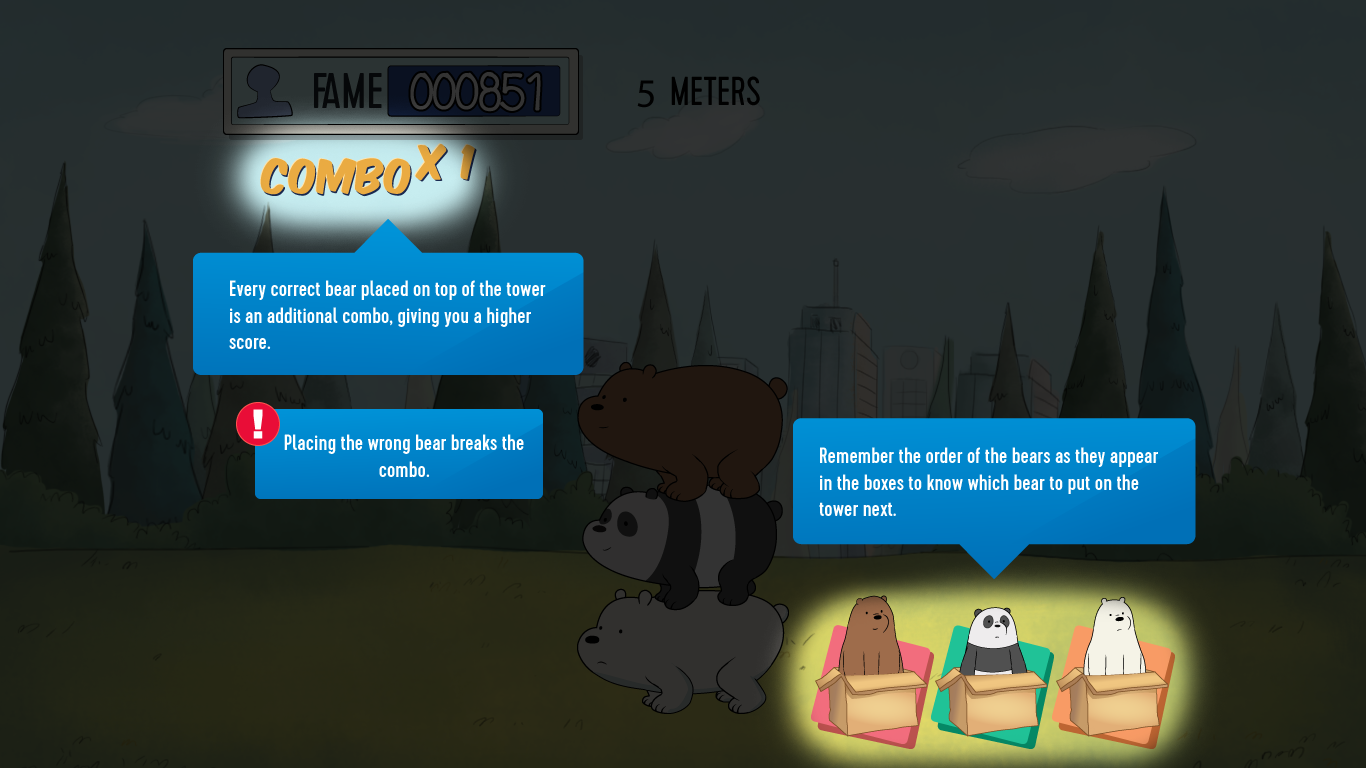 FAME 000851
5 METERS
COMBO X 1
Every correct bear placed on top of the tower
is an additional combo, giving you a higher
score.
!
Placing the wrong bear breaks the
combo.
Remember the order of the bears as they appear
in the boxes to know which bear to put on the
tower next.